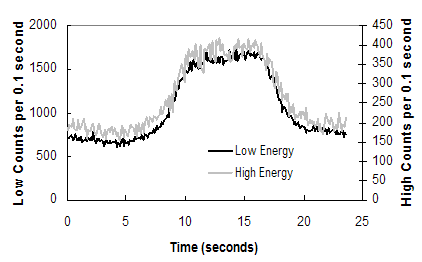 Low Counts per 0.1 second
2000
1500
1000
500
0
450
400
350
300
250
200
150
100
50
0
High Counts per 0.1 second
Low Energy
High Energy
0 5 10 15 20 25
Time (seconds)